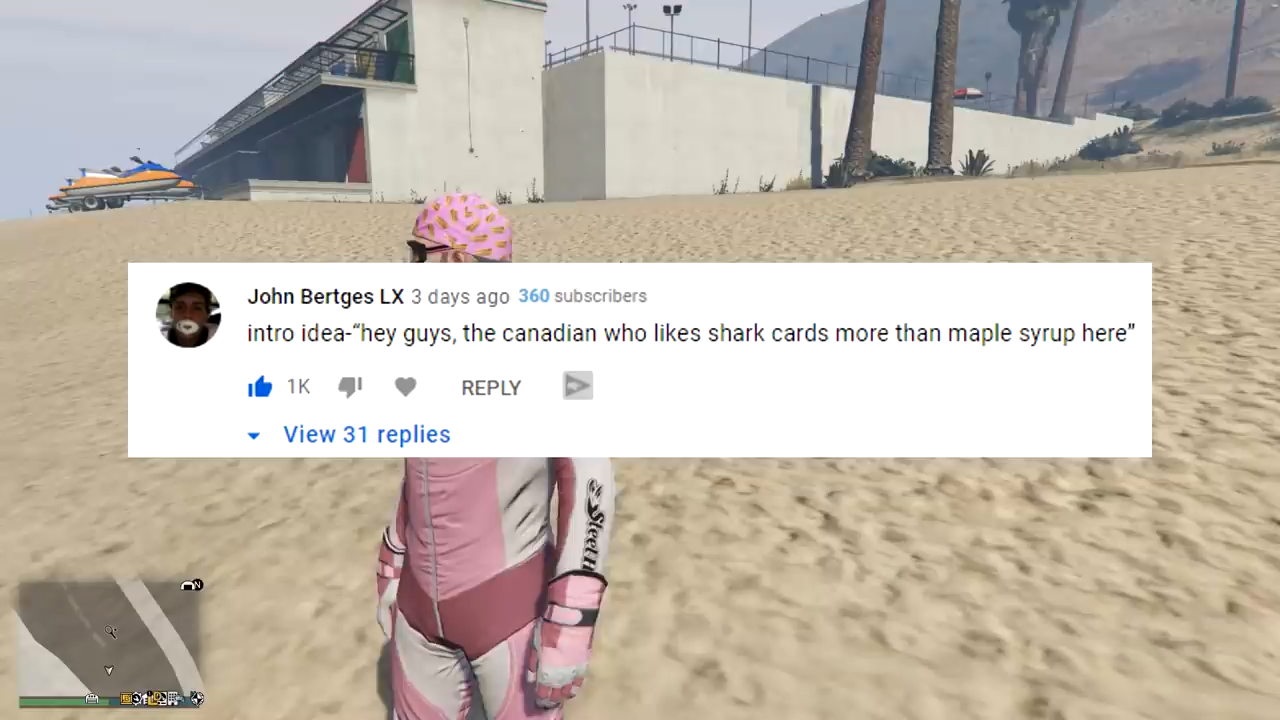 John Bertges LX 3 days ago 360 subscribers
intro idea-“hey guys, the canadian who likes shark cards more than maple syrup here”
1K REPLY
View 31 replies
SteelH
N